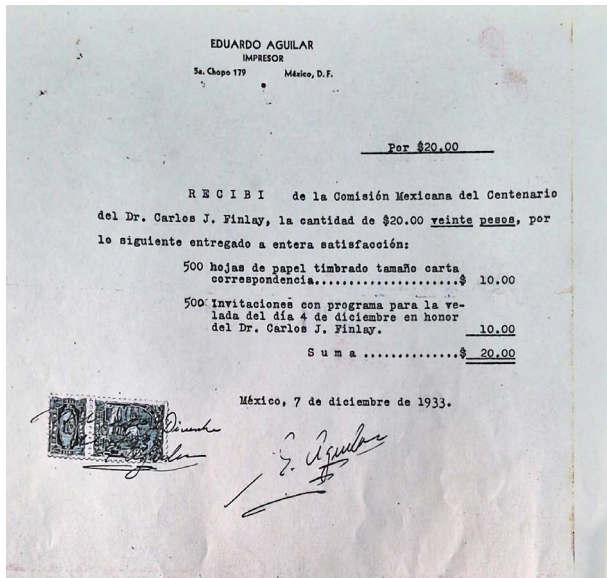 EDUARDO AGUILAR
IMPRESOR
5a. Chopo 179 México, D. F.
Por $20.00
R E C I B I de la Comisión Mexicana del Centenario
del Dr. Carlos J. Finlay, la cantidad de $20.00 veinte pesos, por
lo siguiente entregado a entera satisfacción:
500 hojas de papel timbrado tamaño carta
correspondencia......................$ 10.00
500 Invitaciones con programa para la ve-
lada del día 4 de diciembre en honor
del Dr. Carlos J. Finlay. 10.00
S u m a ............$ 20.00
México, 7 de diciembre de 1933.
Diciembre
Aguilar
E. Aguilar